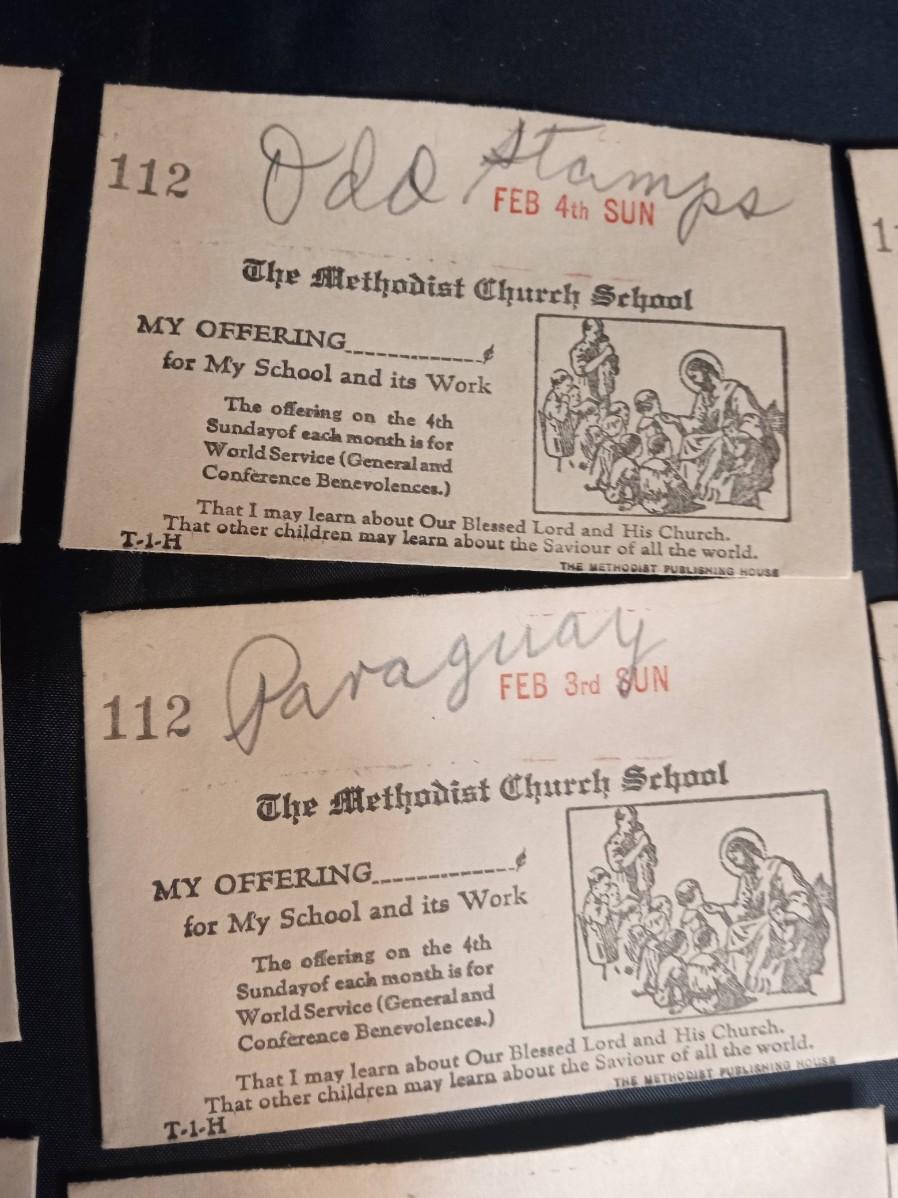 112 Odd Stamps
FEB 4th SUN
The Methodist Church School
MY OFFERING_____________¢
for My School and its Work
The offering on the 4th
Sundayof each month is for
World Service (General and
Conference Benevolences.)
That I may learn about Our Blessed Lord and His Church.
That other children may learn about the Saviour of all the world.
T-1-H
THE METHODIST PUBLISHING HOUSE
112 Paraguay
FEB 3rd SUN
The Methodist Church School
MY OFFERING_____________¢
for My School and its Work
The offering on the 4th
Sundayof each month is for
World Service (General and
Conference Benevolences.)
That I may learn about Our Blessed Lord and His Church.
That other children may learn about the Saviour of all the world.
THE METHODIST PUBLISHING HOUSE
T-1-H